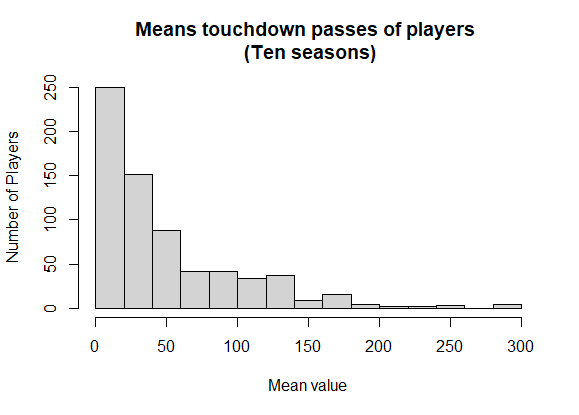 Means touchdown passes of players
(Ten seasons)
Number of Players
250
200
150
100
50
0
0 50 100 150 200 250 300
Mean value